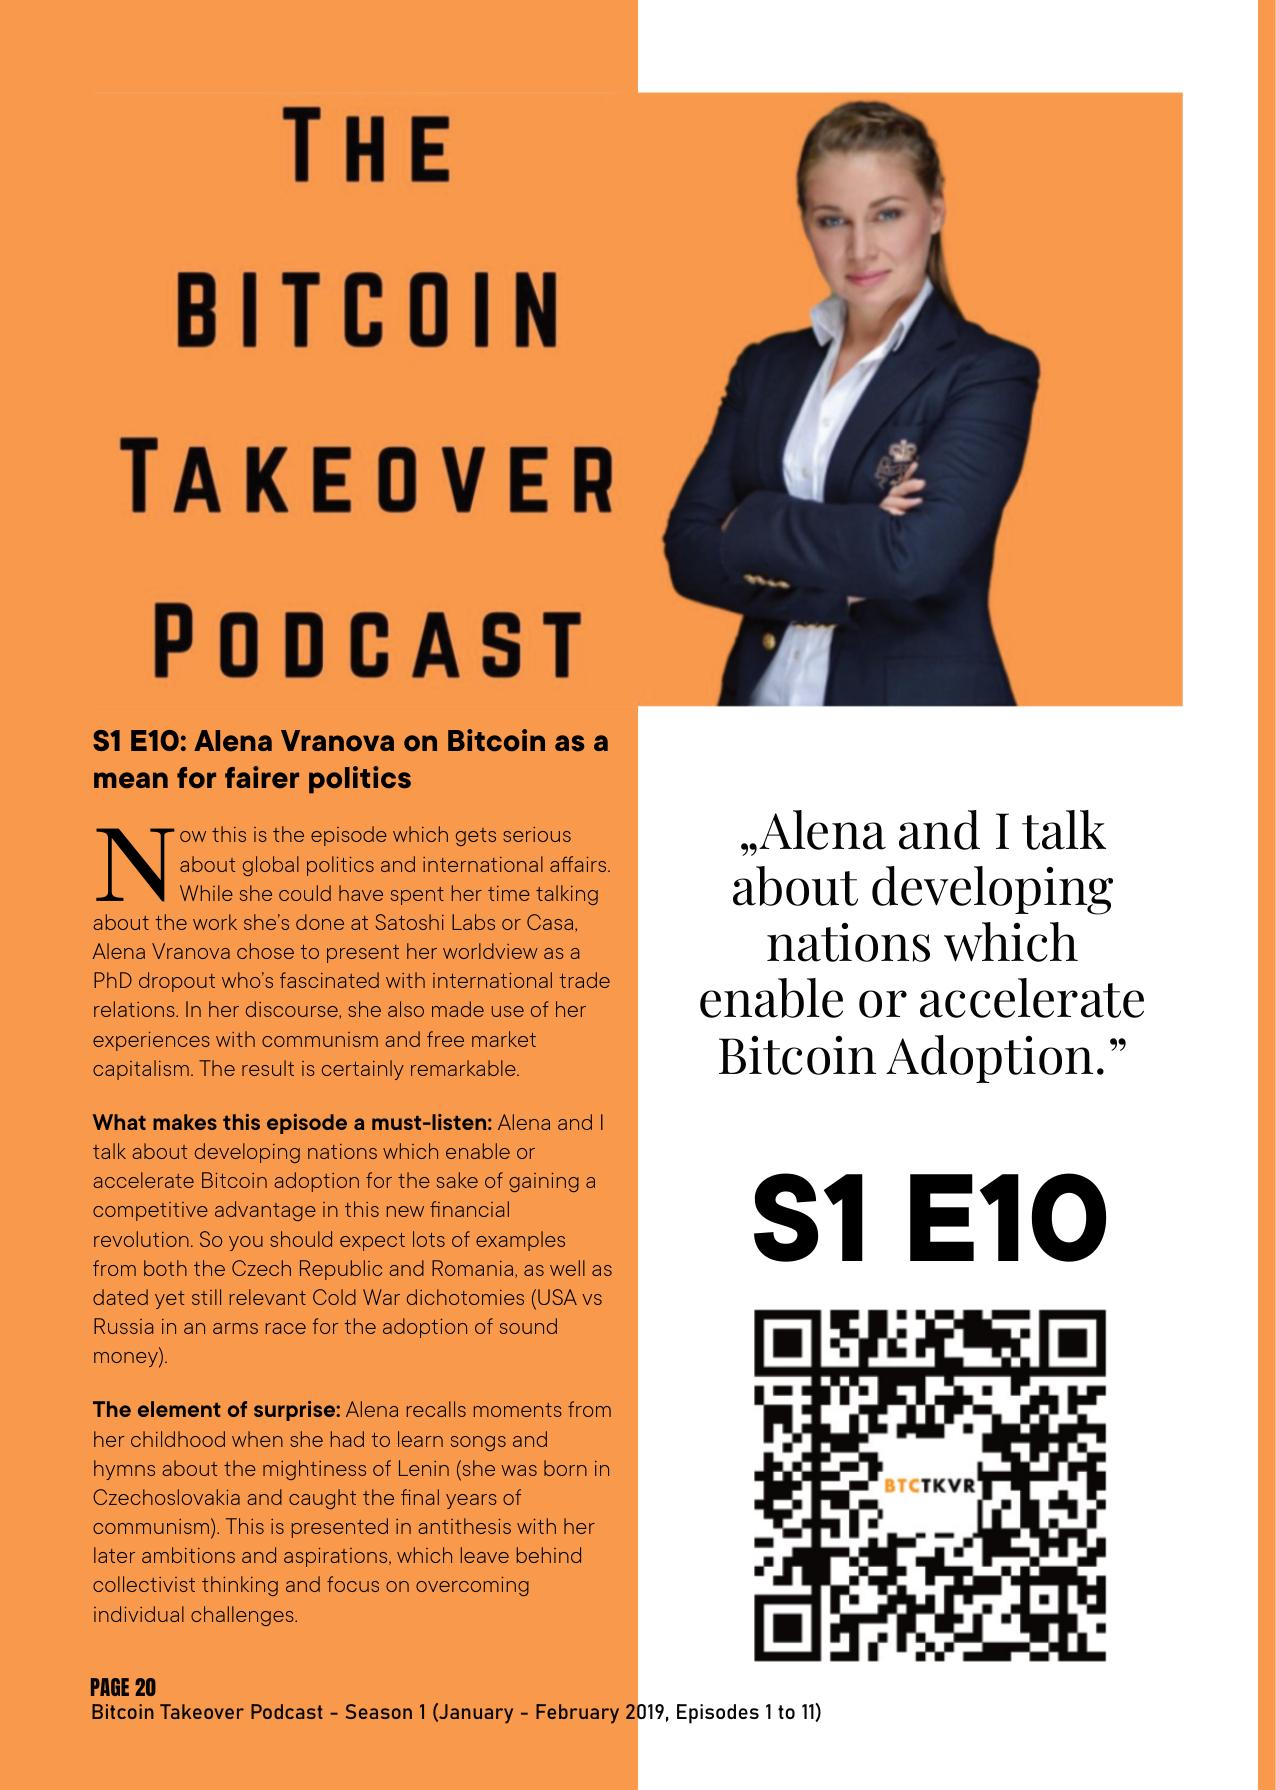 THE
BITCOIN
TAKEOVER
PODCAST
S1 E10: Alena Vranova on Bitcoin as a
mean for fairer politics
Now this is the episode which gets serious
about global politics and international affairs.
While she could have spent her time talking
about the work she’s done at Satoshi Labs or Casa,
Alena Vranova chose to present her worldview as a
PhD dropout who’s fascinated with international trade
relations. In her discourse, she also made use of her
experiences with communism and free market
capitalism. The result is certainly remarkable.
What makes this episode a must-listen: Alena and I
talk about developing nations which enable or
accelerate Bitcoin adoption for the sake of gaining a
competitive advantage in this new financial
revolution. So you should expect lots of examples
from both the Czech Republic and Romania, as well as
dated yet still relevant Cold War dichotomies (USA vs
Russia in an arms race for the adoption of sound
money).
The element of surprise: Alena recalls moments from
her childhood when she had to learn songs and
hymns about the mightiness of Lenin (she was born in
Czechoslovakia and caught the final years of
communism). This is presented in antithesis with her
later ambitions and aspirations, which leave behind
collectivist thinking and focus on overcoming
individual challenges.
„Alena and I talk
about developing
nations which
enable or accelerate
Bitcoin Adoption.”
S1 E10
BTCTKVR
PAGE 20
Bitcoin Takeover Podcast - Season 1 (January - February 2019, Episodes 1 to 11)